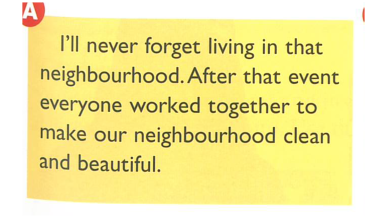 A
I'll never forget living in that
neighbourhood. After that event
everyone worked together to
make our neighbourhood clean
and beautiful.